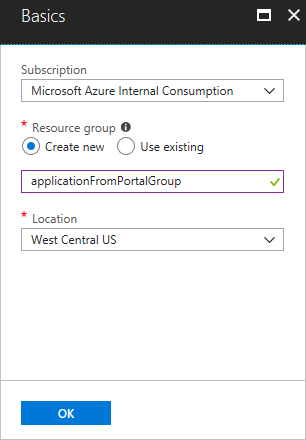 Basics
Subscription
Microsoft Azure Internal Consumption
* Resource group
Create new Use existing
applicationFromPortalGroup
* Location
West Central US
OK